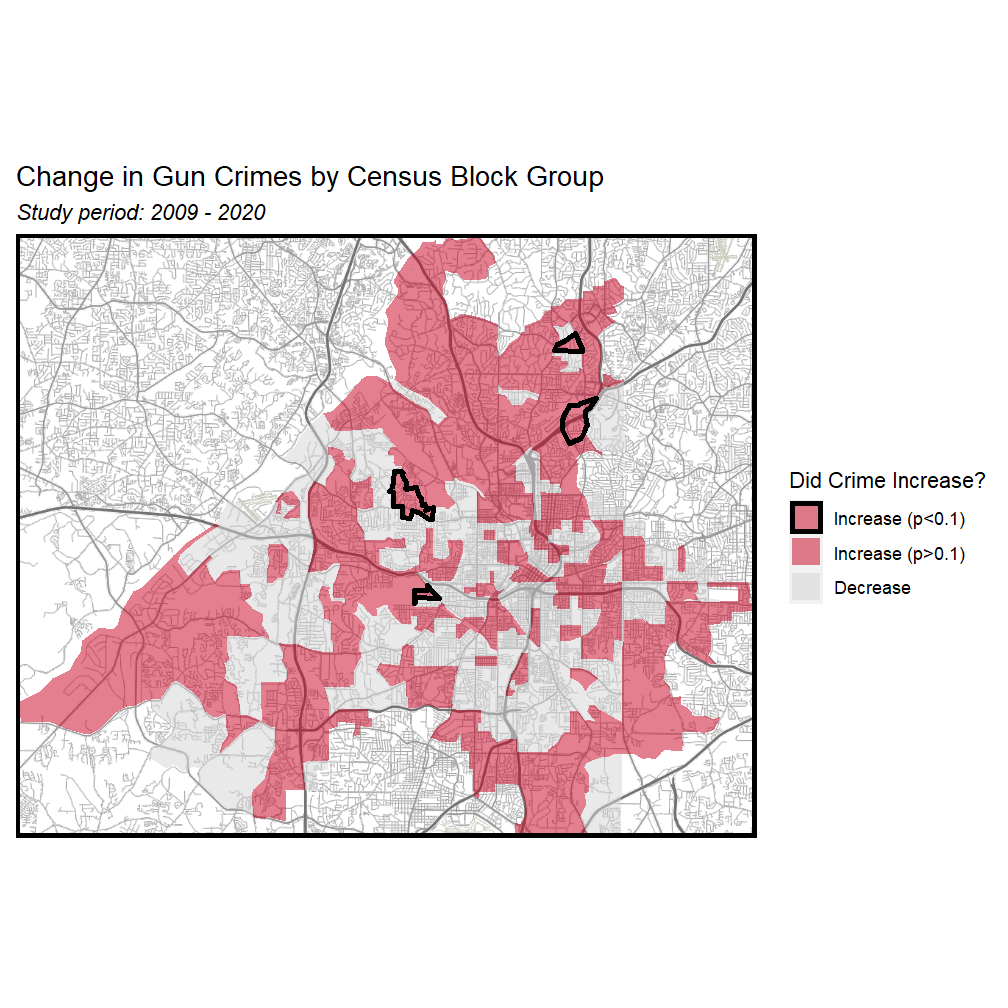 Change in Gun Crimes by Census Block Group
Study period: 2009 - 2020
Did Crime Increase?
Increase (p<0.1)
Increase (p>0.1)
Decrease